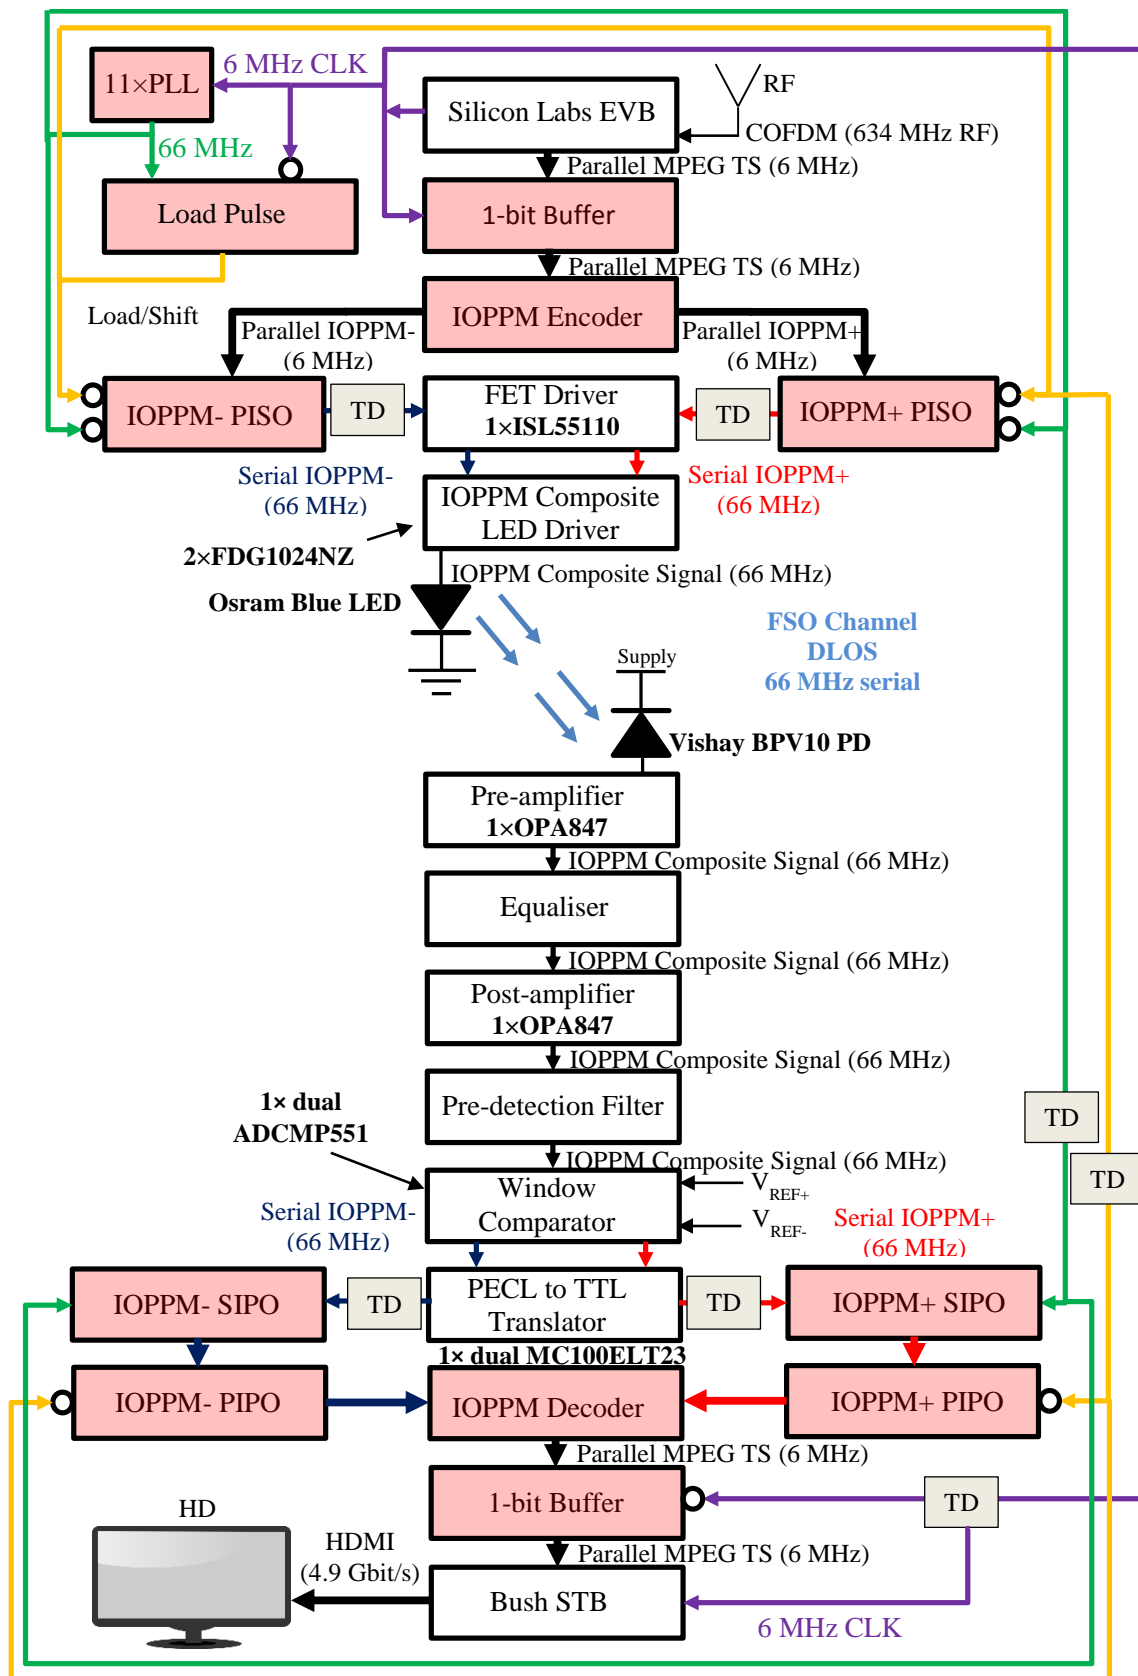 11×PLL
6 MHz CLK
66 MHz
Silicon Labs EVB
RF
COFDM (634 MHz RF)
Parallel MPEG TS (6 MHz)
Load Pulse
1-bit Buffer
Parallel MPEG TS (6 MHz)
Load/Shift
IOPPM Encoder
Parallel IOPPM-
(6 MHz)
Parallel IOPPM+
(6 MHz)
IOPPM- PISO
TD
FET Driver
1×ISL55110
TD
IOPPM+ PISO
Serial IOPPM-
(66 MHz)
Serial IOPPM+
(66 MHz)
IOPPM Composite
LED Driver
2×FDG1024NZ
IOPPM Composite Signal (66 MHz)
Osram Blue LED
FSO Channel
DLOS
66 MHz serial
Supply
Vishay BPV10 PD
Pre-amplifier
1×OPA847
IOPPM Composite Signal (66 MHz)
Equaliser
IOPPM Composite Signal (66 MHz)
Post-amplifier
1×OPA847
IOPPM Composite Signal (66 MHz)
Pre-detection Filter
1× dual
ADCMP551
TD
IOPPM Composite Signal (66 MHz)
TD
Window
Comparator
VREF+
VREF-
Serial IOPPM-
(66 MHz)
Serial IOPPM+
(66 MHz)
IOPPM- SIPO
TD
PECL to TTL
Translator
TD
IOPPM+ SIPO
1× dual MC100ELT23
IOPPM- PIPO
IOPPM Decoder
IOPPM+ PIPO
Parallel MPEG TS (6 MHz)
1-bit Buffer
TD
HD
HDMI
(4.9 Gbit/s)
Parallel MPEG TS (6 MHz)
Bush STB
6 MHz CLK